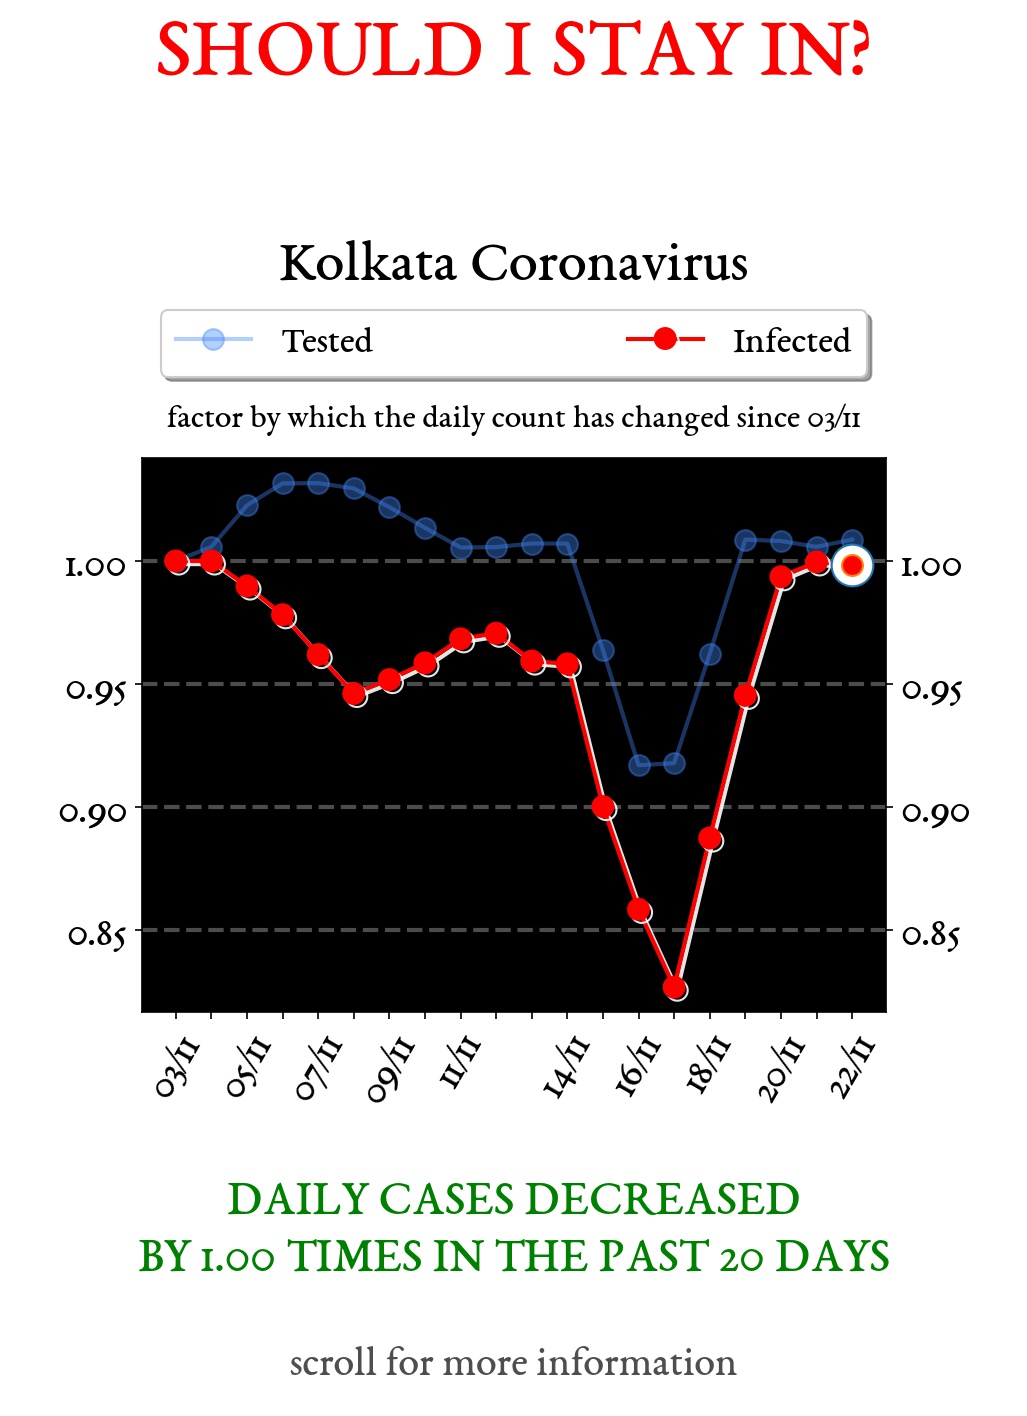 SHOULD I STAY IN?
Kolkata Coronavirus
Tested Infected
factor by which the daily count has changed since 03/11
1.00 1.00
0.95 0.95
0.90 0.90
0.85 0.85
03/11 05/11 07/11 09/11 11/11 14/11 16/11 18/11 20/11 22/11
DAILY CASES DECREASED
BY 1.00 TIMES IN THE PAST 20 DAYS
scroll for more information